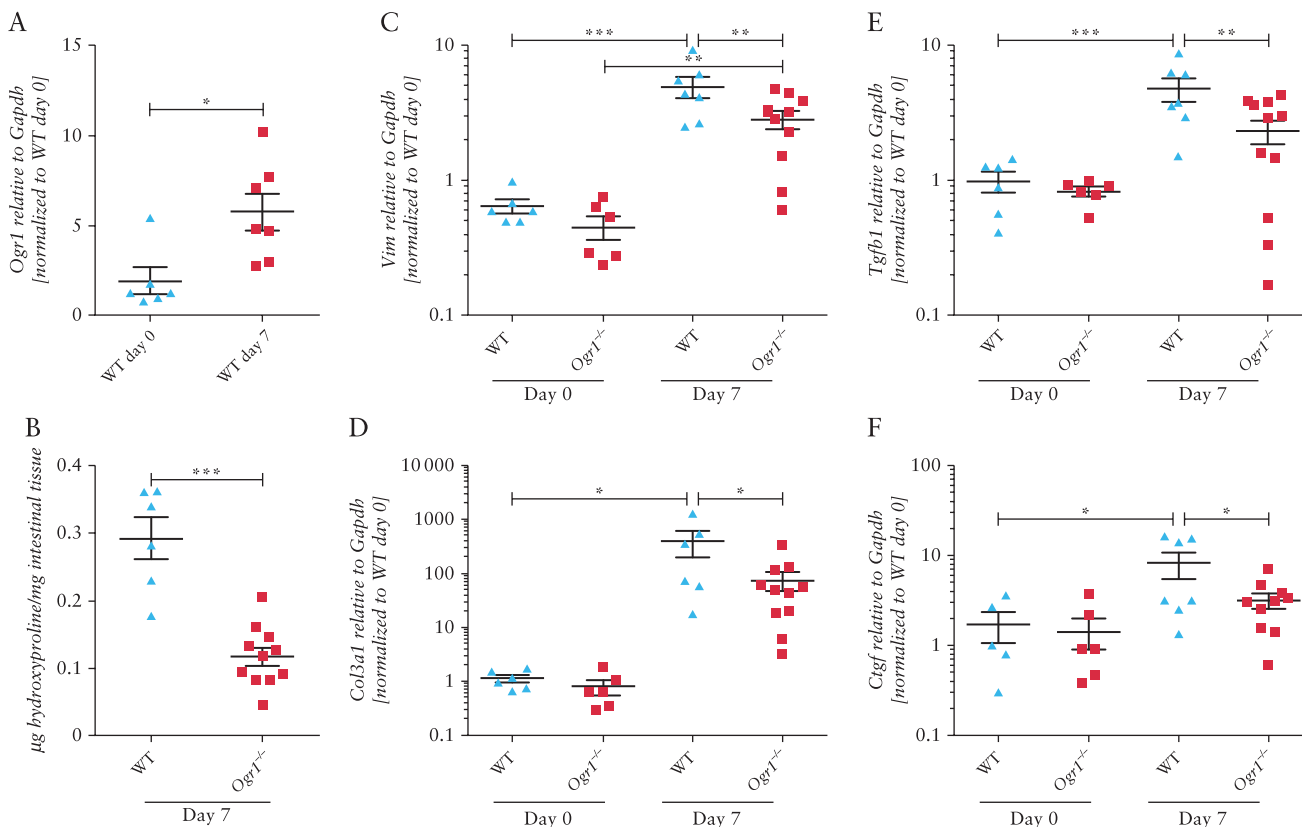 A
Ogr1 relative to Gapdh
[normalized to WT day 0]
15
10
5
0
*
WT day 0
WT day 7
C
Vim relative to Gapdh
[normalized to WT day 0]
10
1
0.1
***
**
**
WT
Ogr1⁻/⁻
WT
Ogr1⁻/⁻
Day 0
Day 7
E
Tgfb1 relative to Gapdh
[normalized to WT day 0]
10
1
0.1
***
**
WT
Ogr1⁻/⁻
WT
Ogr1⁻/⁻
Day 0
Day 7
B
µg hydroxyproline/mg intestinal tissue
0.4
0.3
0.2
0.1
0
***
WT
Ogr1⁻/⁻
Day 7
D
Col3a1 relative to Gapdh
[normalized to WT day 0]
10 000
1000
100
10
1
0.1
*
*
WT
Ogr1⁻/⁻
WT
Ogr1⁻/⁻
Day 0
Day 7
F
Ctgf relative to Gapdh
[normalized to WT day 0]
100
10
1
0.1
*
*
WT
Ogr1⁻/⁻
WT
Ogr1⁻/⁻
Day 0
Day 7